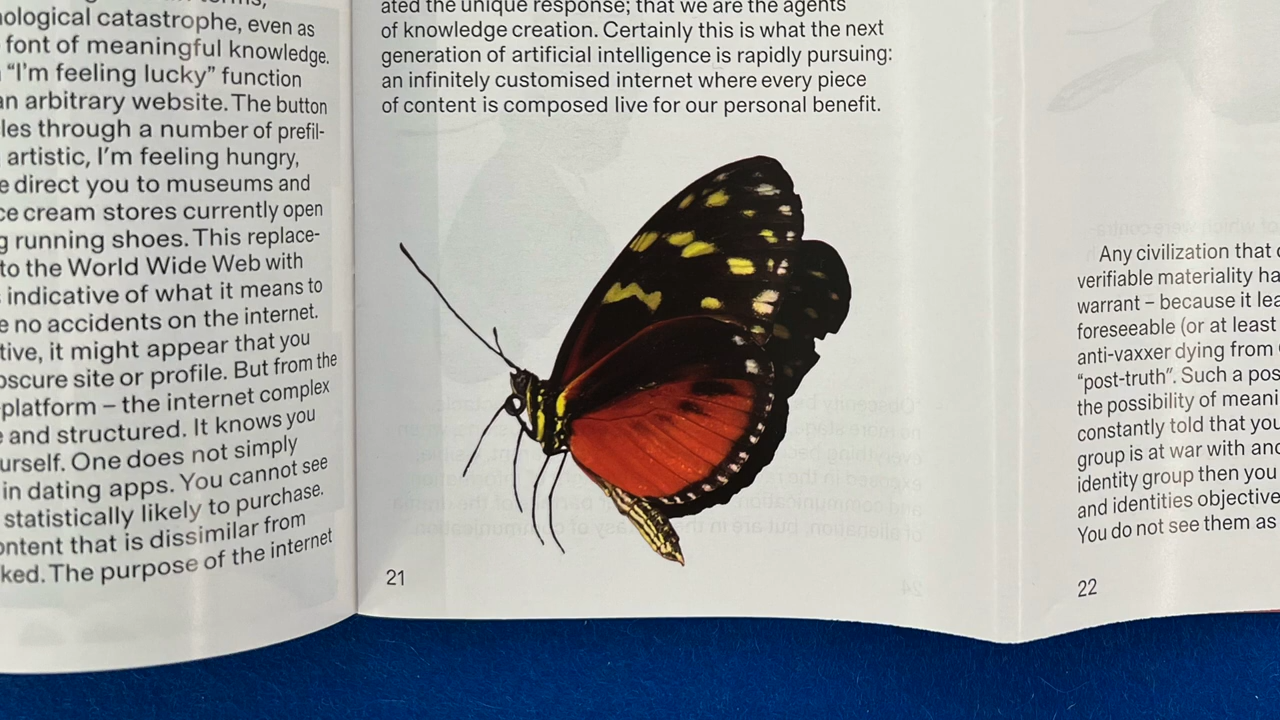 nological catastrophe, even as
font of meaningful knowledge.
“I’m feeling lucky” function
an arbitrary website. The button
les through a number of prefil-
artistic, I’m feeling hungry,
e direct you to museums and
ce cream stores currently open
g running shoes. This replace-
to the World Wide Web with
indicative of what it means to
e no accidents on the internet.
tive, it might appear that you
bscure site or profile. But from the
platform – the internet complex
e and structured. It knows you
urself. One does not simply
in dating apps. You cannot see
statistically likely to purchase.
ontent that is dissimilar from
ked. The purpose of the internet
ated the unique response; that we are the agents
of knowledge creation. Certainly this is what the next
generation of artificial intelligence is rapidly pursuing:
an infinitely customised internet where every piece
of content is composed live for our personal benefit.
21
Any civilization that
verifiable materiality ha
warrant – because it lea
foreseeable (or at least
anti-vaxxer dying from
“post-truth”. Such a pos
the possibility of meani
constantly told that you
group is at war with ano
identity group then you
and identities objective
You do not see them as
22